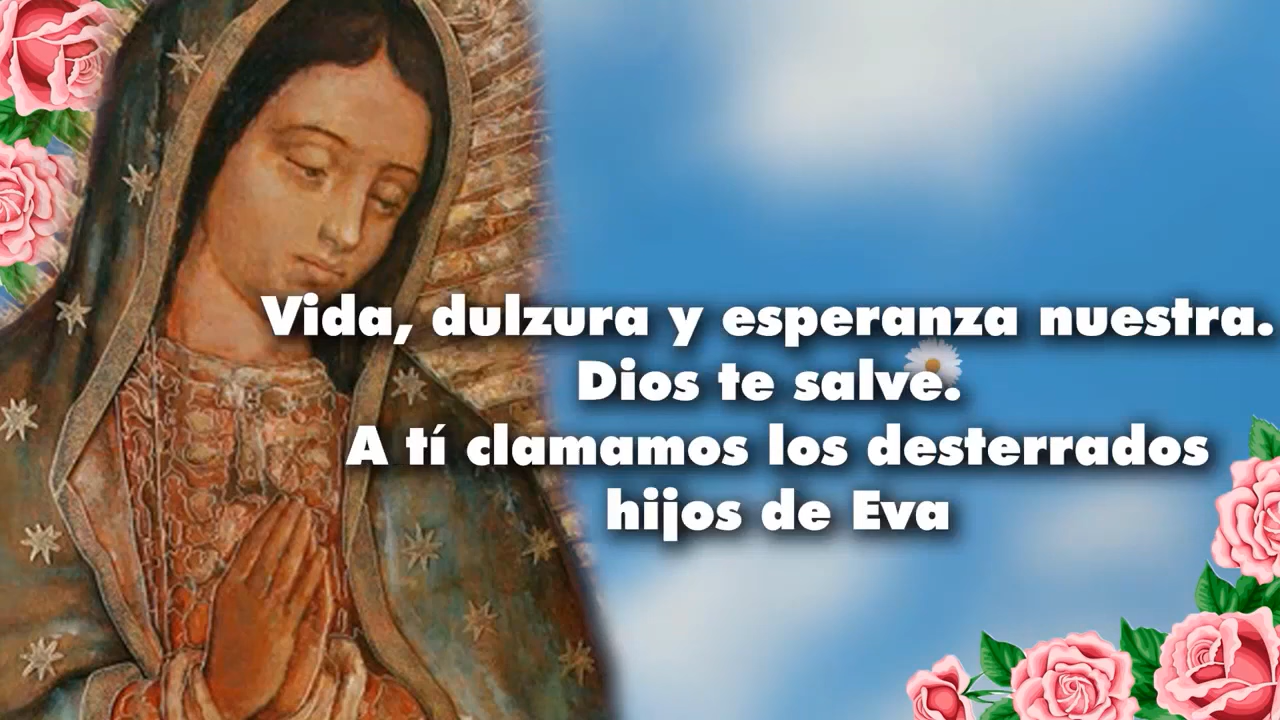 Vida, dulzura y esperanza nuestra.
Dios te salve.
A tí clamamos los desterrados
hijos de Eva